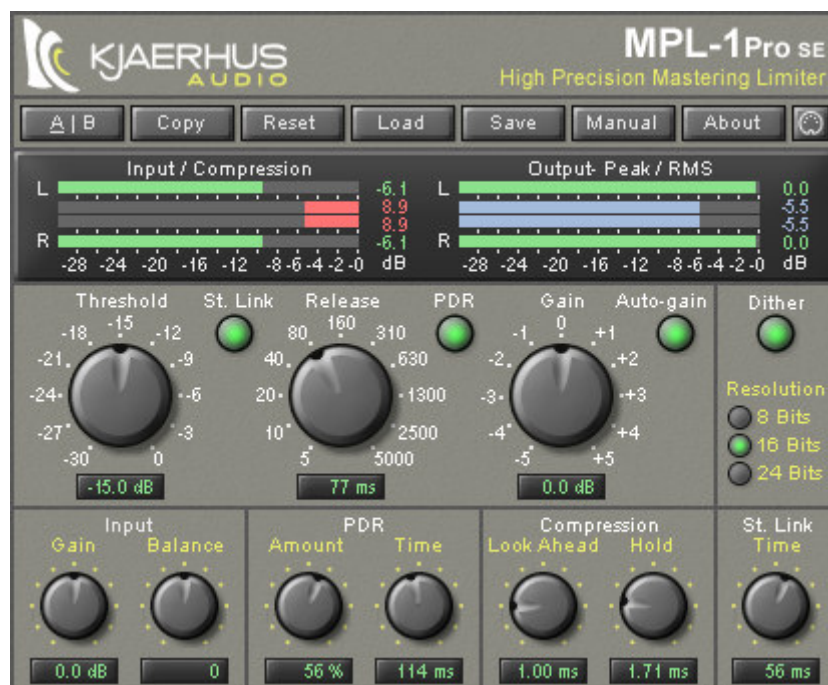 KJAERHUS
AUDIO
MPL-1 Pro SE
High Precision Mastering Limiter
A | B Copy Reset Load Save Manual About
Input / Compression Output- Peak / RMS
L -6.1 L 0.0
8.9 -5.5
8.9 -5.5
R -6.1 R 0.0
-28 -24 -20 -16 -12 -8 -6 -4 -2 -0 dB -28 -24 -20 -16 -12 -8 -6 -4 -2 -0 dB
Threshold St. Link Release PDR Gain Auto-gain Dither
-18 -15 -12 80 160 310 -1 0 +1
-21 -9 40 630 -2 +2
-24 -6 20 1300 -3 +3
-27 -3 10 2500 -4 +4
-30 0 5 5000 -5 +5
-15.0 dB 77 ms 0.0 dB
Resolution
8 Bits
16 Bits
24 Bits
Input PDR Compression St. Link
Gain Balance Amount Time Look Ahead Hold Time
0.0 dB 0 56 % 114 ms 1.00 ms 1.71 ms 56 ms